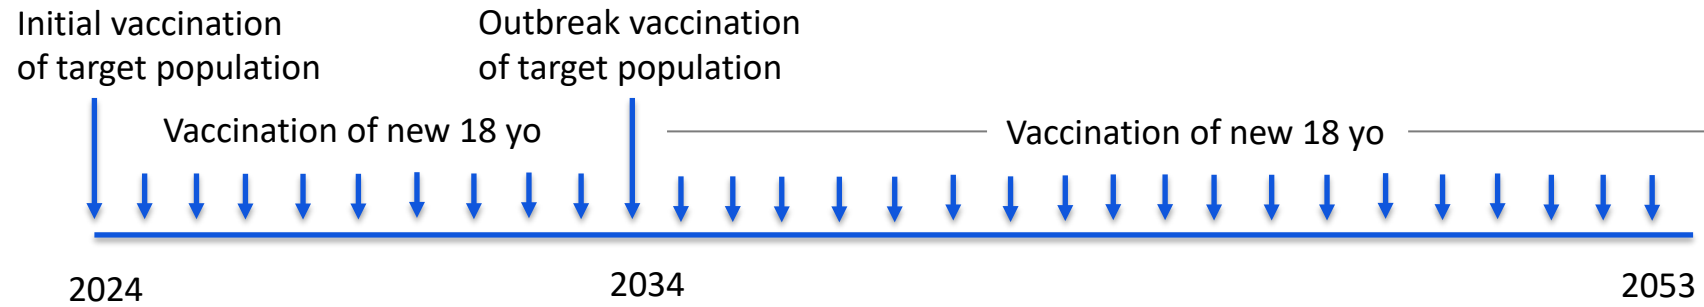 Initial vaccination
of target population
Outbreak vaccination
of target population
Vaccination of new 18 yo
Vaccination of new 18 yo
2024
2034
2053